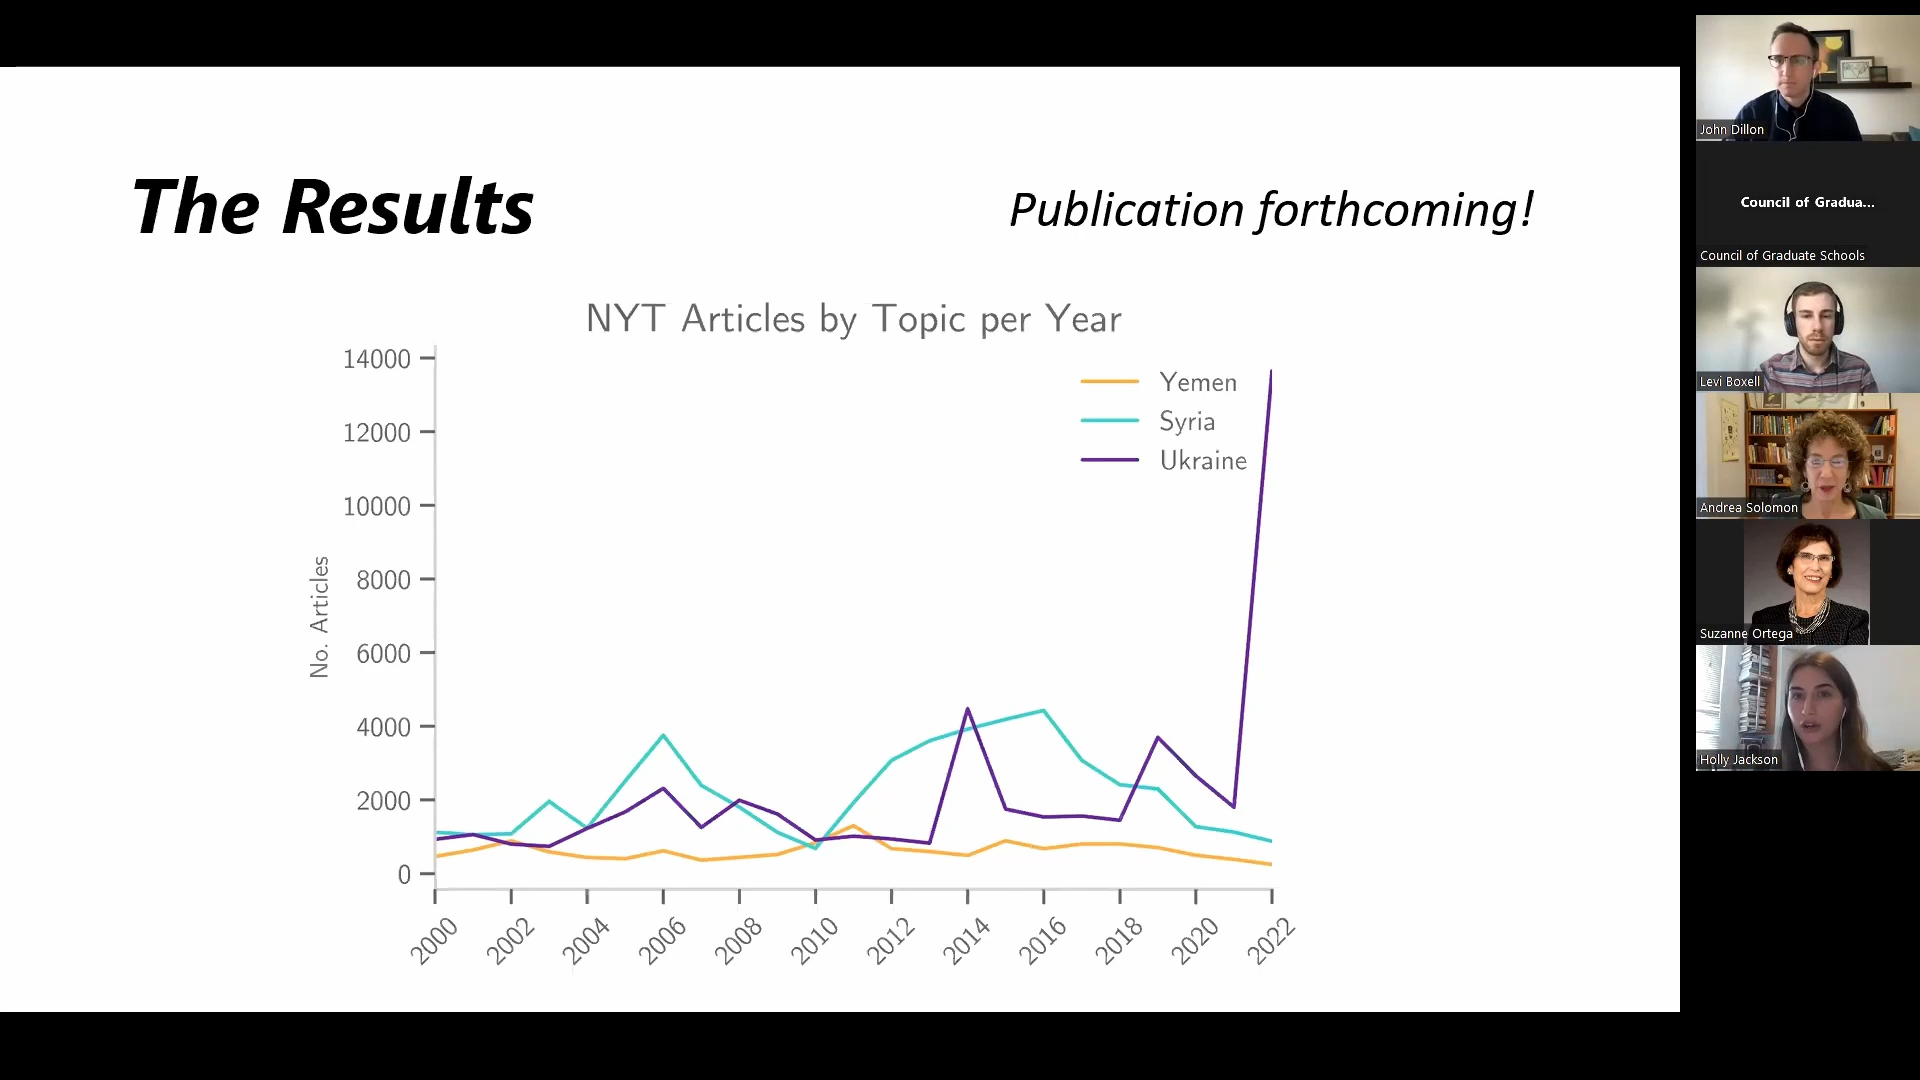 The Results
Publication forthcoming!
NYT Articles by Topic per Year
14000
12000
10000
8000
6000
4000
2000
0
No. Articles
Yemen
Syria
Ukraine
2000
2002
2004
2006
2008
2010
2012
2014
2016
2018
2020
2022
John Dillon
Council of Gradua...
Council of Graduate Schools
Levi Boxell
Andrea Solomon
Suzanne Ortega
Holly Jackson